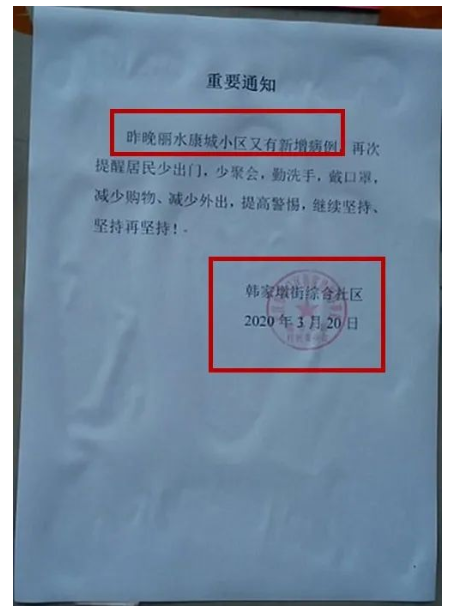 重要通知
昨晚丽水康城小区又有新增病例，再次
提醒居民少出门，少聚会，勤洗手，戴口罩，
减少购物、减少外出，提高警惕，继续坚持、
坚持再坚持！.
韩家墩街综合社区
2020 年 3 月 20 日